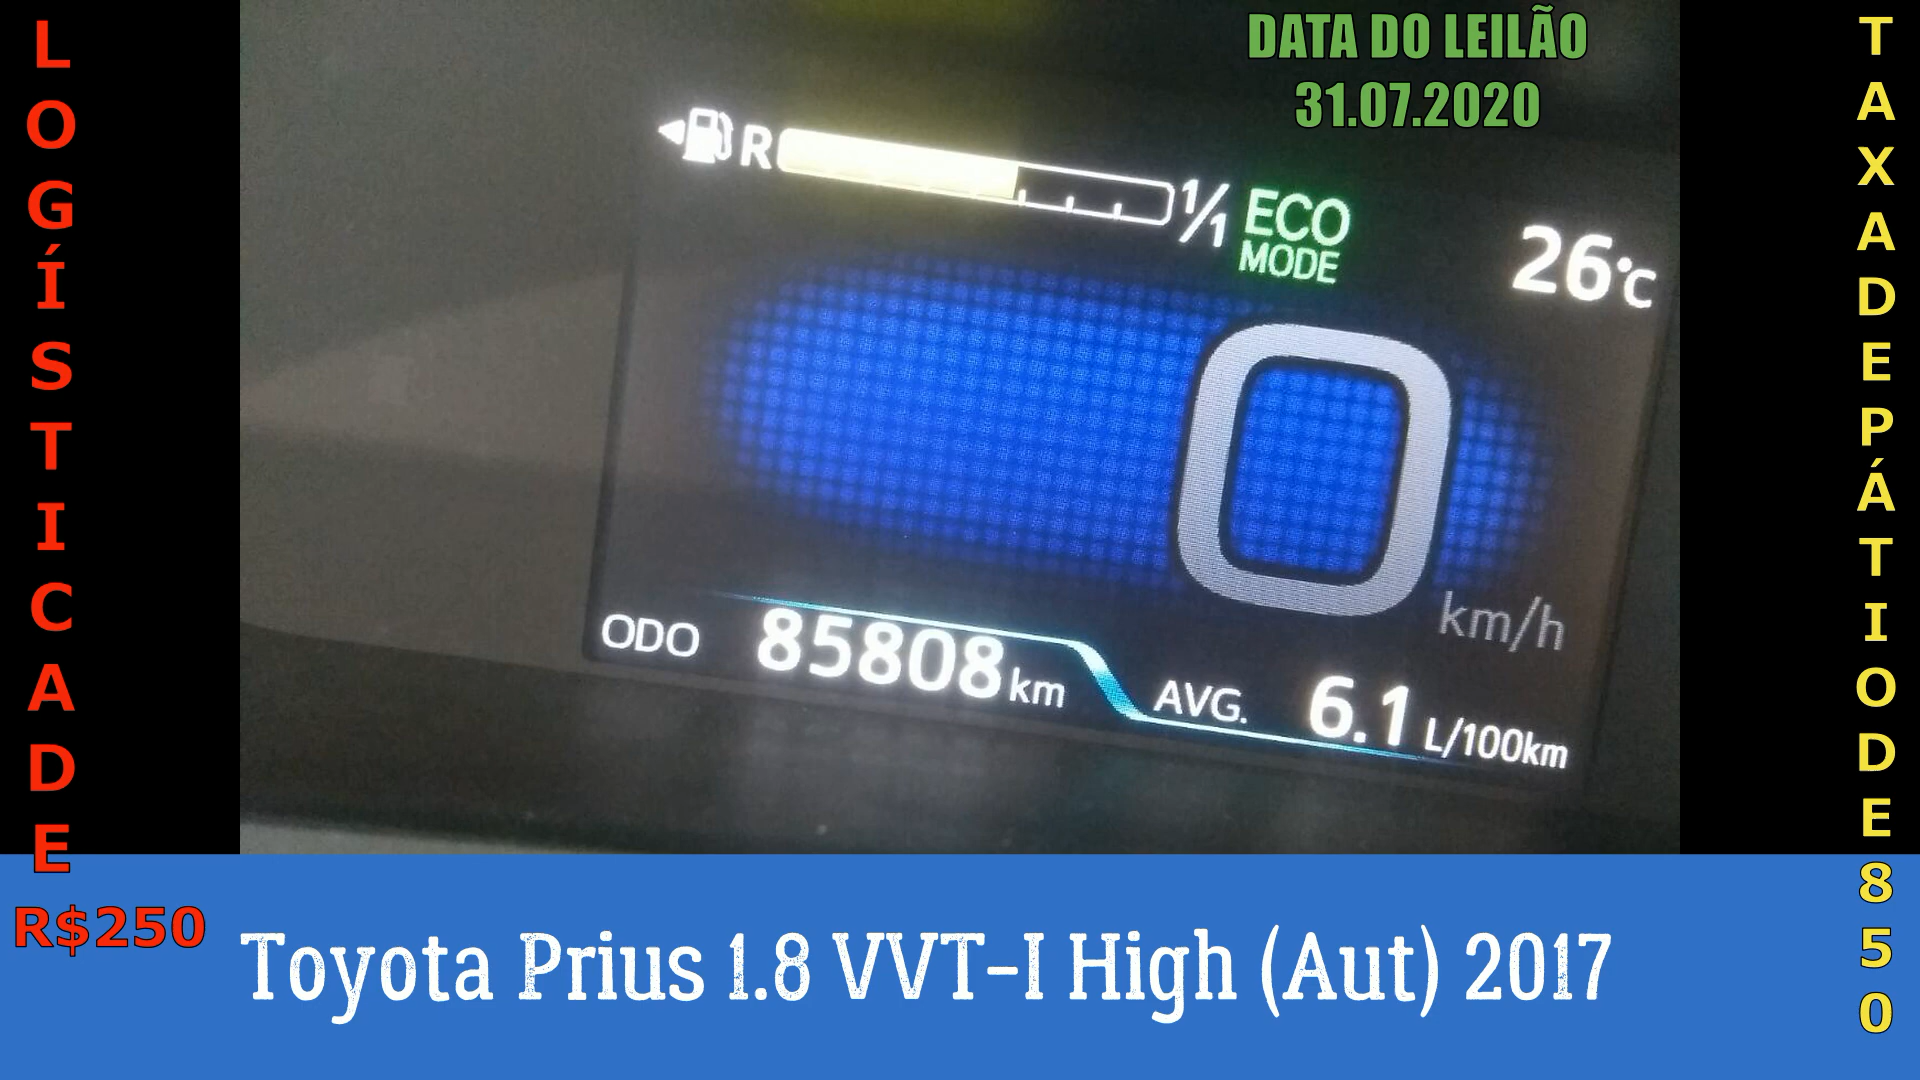 LOGÍSTICA DE
R$250
DATA DO LEILÃO
31.07.2020
R 1/1
ECO
MODE
26°C
0
km/h
ODO 85808 km
AVG. 6.1 L/100km
Toyota Prius 1.8 VVT-I High (Aut) 2017
TAXA DE PÁTIO DE 850